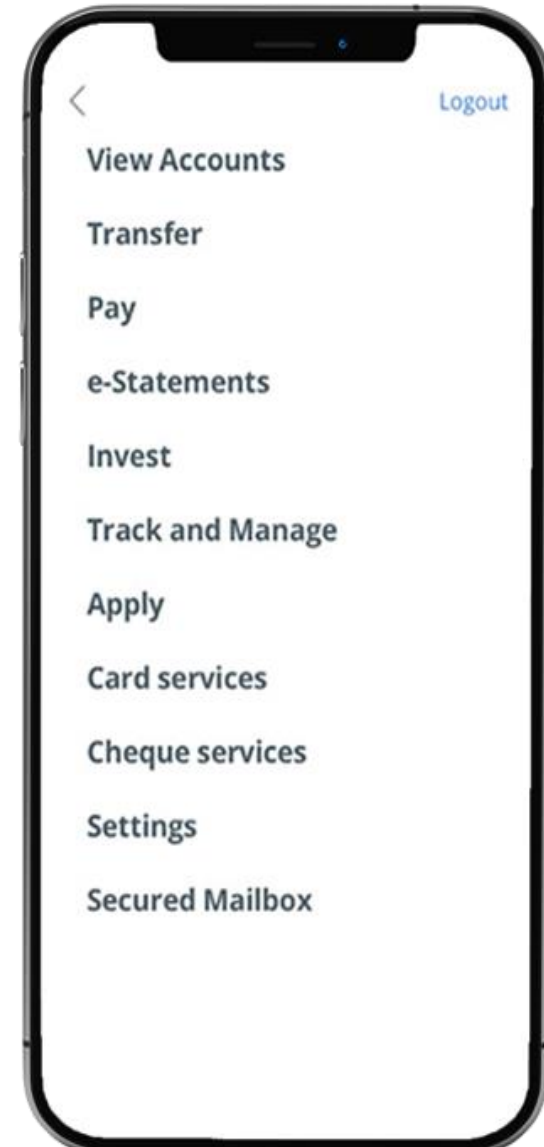 Logout
View Accounts
Transfer
Pay
e-Statements
Invest
Track and Manage
Apply
Card services
Cheque services
Settings
Secured Mailbox